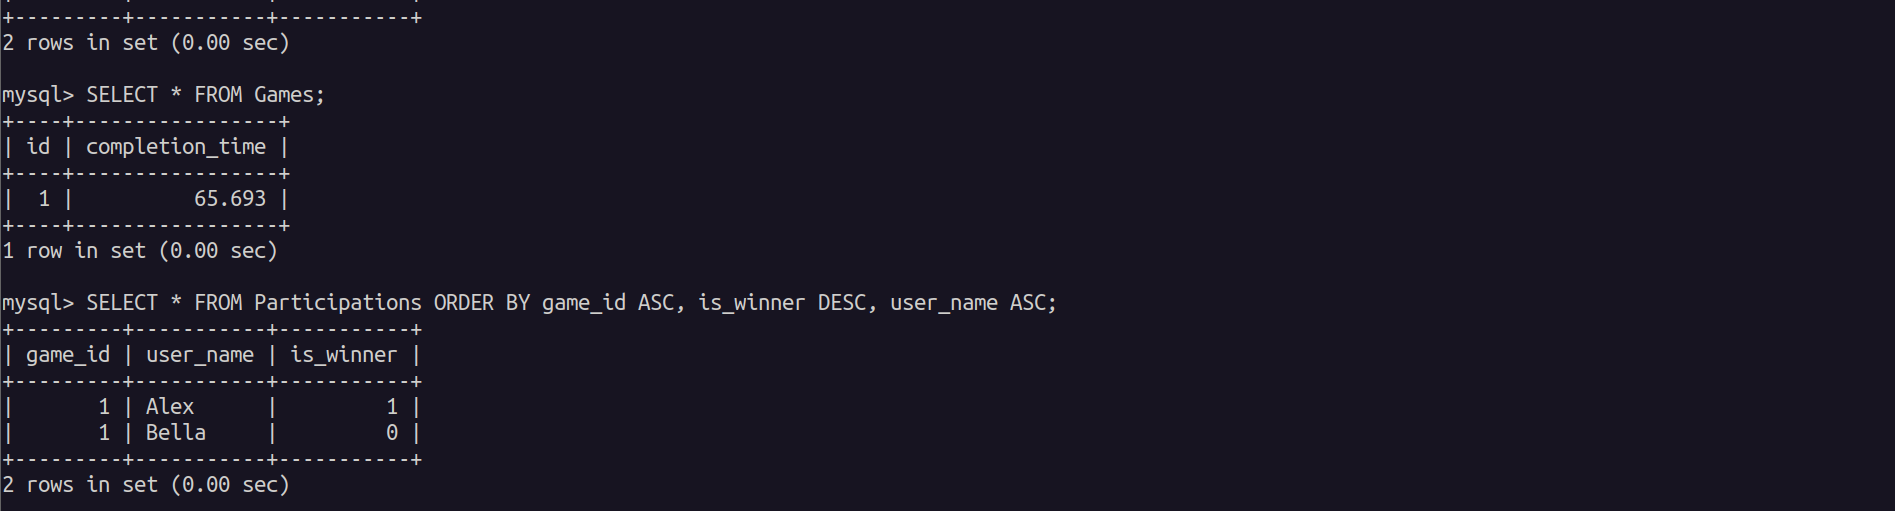 +---------+-----------+-----------+
2 rows in set (0.00 sec)

mysql> SELECT * FROM Games;
+----+-----------------+
| id | completion_time |
+----+-----------------+
|  1 |          65.693 |
+----+-----------------+
1 row in set (0.00 sec)

mysql> SELECT * FROM Participations ORDER BY game_id ASC, is_winner DESC, user_name ASC;
+---------+-----------+-----------+
| game_id | user_name | is_winner |
+---------+-----------+-----------+
|       1 | Alex      |         1 |
|       1 | Bella     |         0 |
+---------+-----------+-----------+
2 rows in set (0.00 sec)